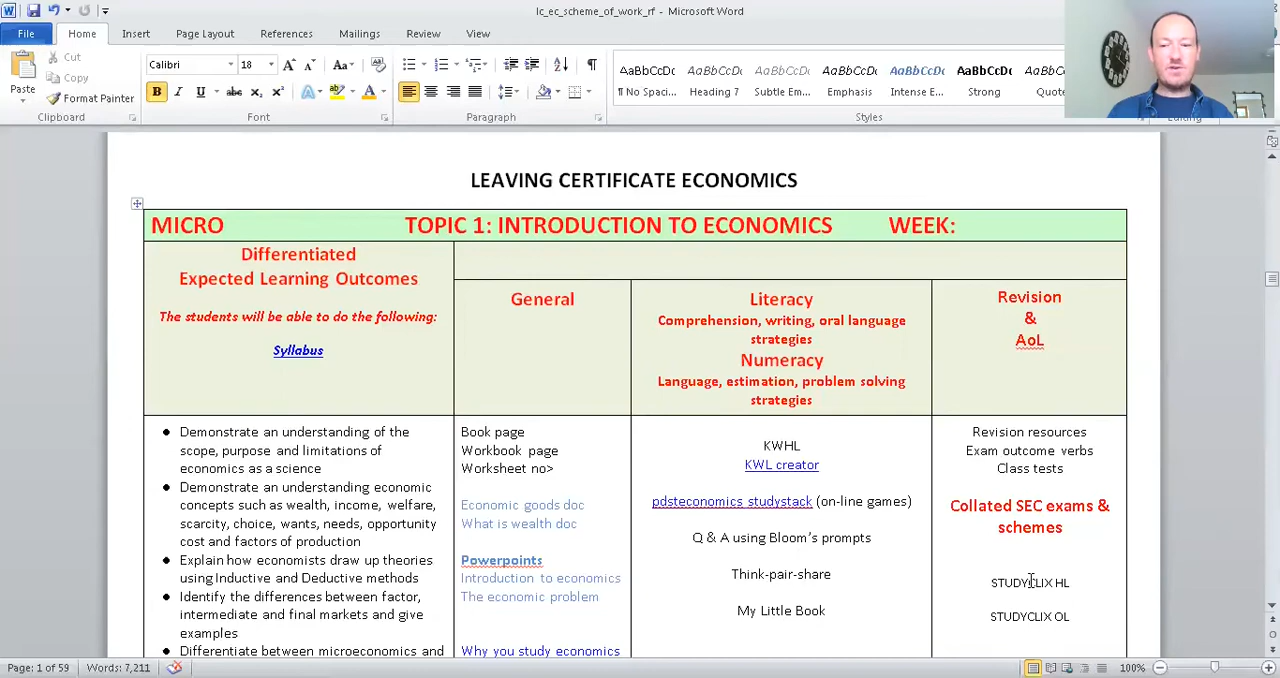 lc_ec_scheme_of_work_rf - Microsoft Word
File Home Insert Page Layout References Mailings Review View
Cut
Copy
Format Painter
Paste
Calibri 18
AaBbCcDc AaBbCcDc AaBbCcDc AaBbCcDc AaBbCcDc AaBbCcDc
¶ No Spaci... Heading 7 Subtle Em... Emphasis Intense E... Strong Quote
Clipboard Font Paragraph Styles Editing
LEAVING CERTIFICATE ECONOMICS
MICRO TOPIC 1: INTRODUCTION TO ECONOMICS WEEK:
Differentiated
Expected Learning Outcomes
The students will be able to do the following:
Syllabus
General
Literacy
Comprehension, writing, oral language
strategies
Numeracy
Language, estimation, problem solving
strategies
Revision
&
AoL
Demonstrate an understanding of the
scope, purpose and limitations of
economics as a science
Demonstrate an understanding economic
concepts such as wealth, income, welfare,
scarcity, choice, wants, needs, opportunity
cost and factors of production
Explain how economists draw up theories
using Inductive and Deductive methods
Identify the differences between factor,
intermediate and final markets and give
examples
Differentiate between microeconomics and
Book page
Workbook page
Worksheet no>
Economic goods doc
What is wealth doc
Powerpoints
Introduction to economics
The economic problem
Why you study economics
KWHL
KWL creator
pdsteconomics studystack (on-line games)
Q & A using Bloom's prompts
Think-pair-share
My Little Book
Revision resources
Exam outcome verbs
Class tests
Collated SEC exams &
schemes
STUDYCLIX HL
STUDYCLIX OL
Page: 1 of 59 Words: 7,211 100%